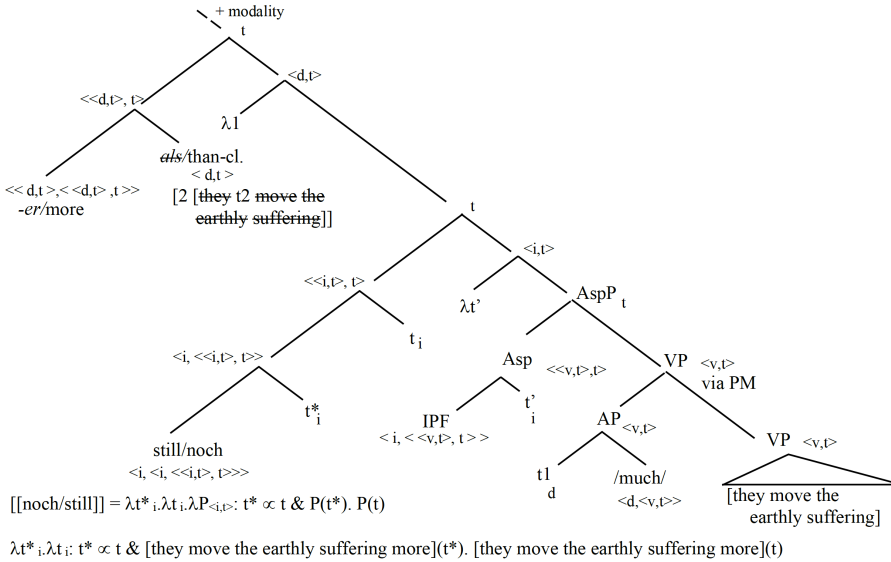 + modality
t
<d,t>
<<d,t>, t>
λ1
als/than-cl.
< d,t >
<< d,t >,< <d,t> ,t >>
-er/more
[2 [they t2 move the
earthly suffering]]
t
<<i,t>, t>
<i,t>
λt’
AspP t
t i
<i, <<i,t>, t>>
Asp
<<v,t>,t>
VP <v,t>
via PM
t* i
IPF
< i, < <v,t>, t > >
t’ i
AP <v,t>
VP <v,t>
still/noch
<i, <i, <<i,t>, t>>>
t1
d
/much/
<d,<v,t>>
[they move the
earthly suffering]
[[noch/still]] = λt* i.λt i.λP<i,t>: t* ∝ t & P(t*). P(t)
λt* i.λt i: t* ∝ t & [they move the earthly suffering more](t*). [they move the earthly suffering more](t)